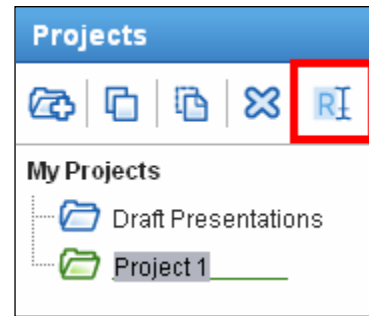 Projects
R
My Projects
Draft Presentations
Project 1